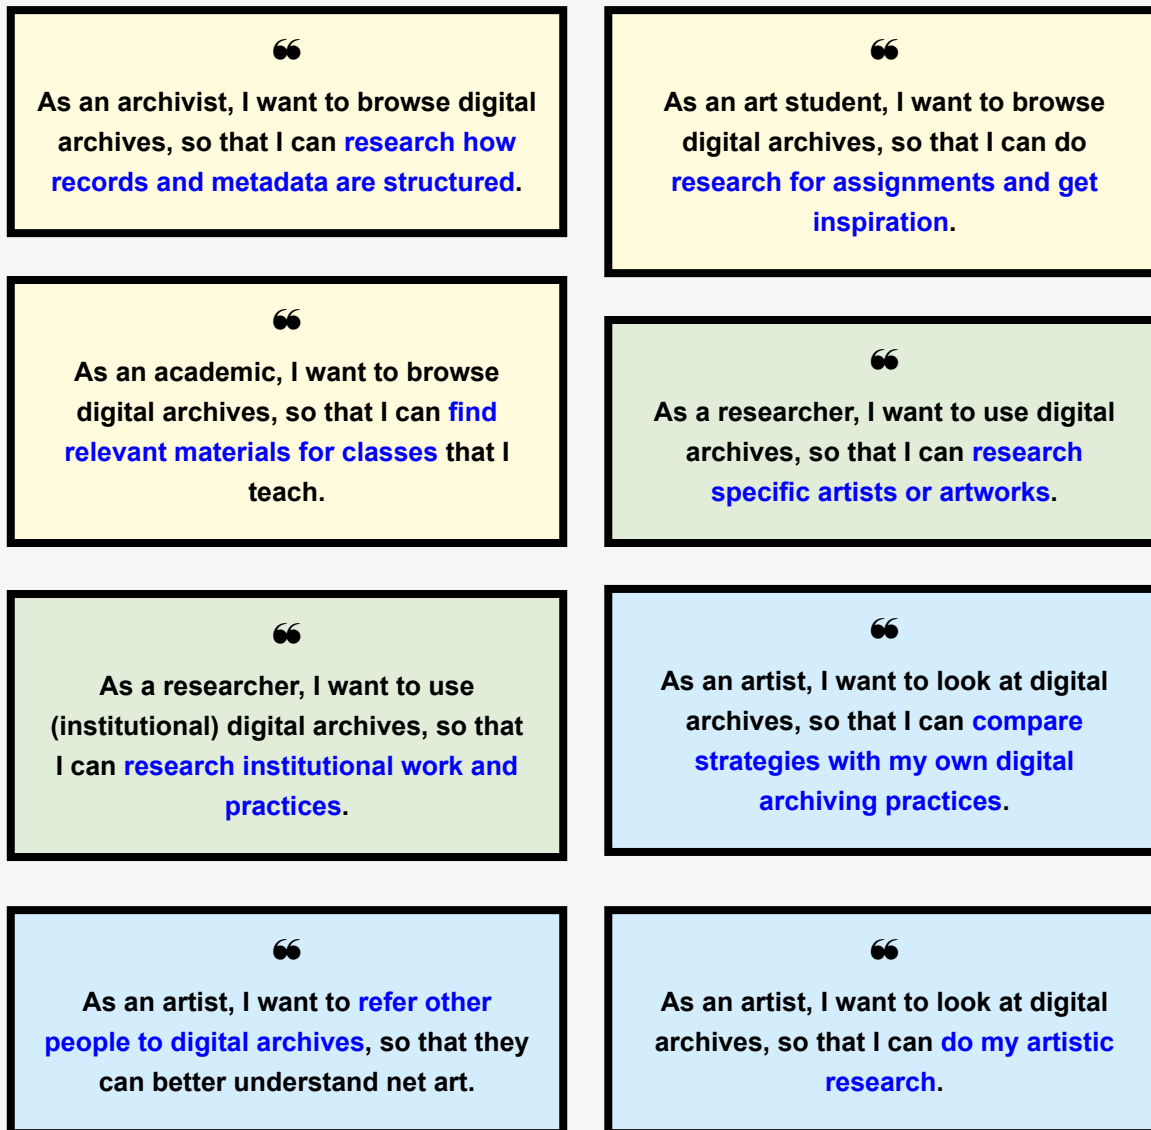 ❝
As an archivist, I want to browse digital
archives, so that I can research how
records and metadata are structured.
❝
As an art student, I want to browse
digital archives, so that I can do
research for assignments and get
inspiration.
❝
As an academic, I want to browse
digital archives, so that I can find
relevant materials for classes that I
teach.
❝
As a researcher, I want to use digital
archives, so that I can research
specific artists or artworks.
❝
As a researcher, I want to use
(institutional) digital archives, so that
I can research institutional work and
practices.
❝
As an artist, I want to look at digital
archives, so that I can compare
strategies with my own digital
archiving practices.
❝
As an artist, I want to refer other
people to digital archives, so that they
can better understand net art.
❝
As an artist, I want to look at digital
archives, so that I can do my artistic
research.